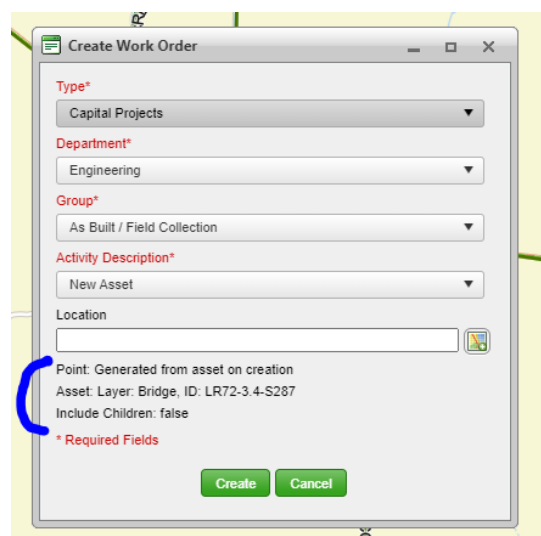 Create Work Order
Type*
Capital Projects
Department*
Engineering
Group*
As Built / Field Collection
Activity Description*
New Asset
Location
Point: Generated from asset on creation
Asset: Layer: Bridge, ID: LR72-3.4-S287
Include Children: false
* Required Fields
Create Cancel